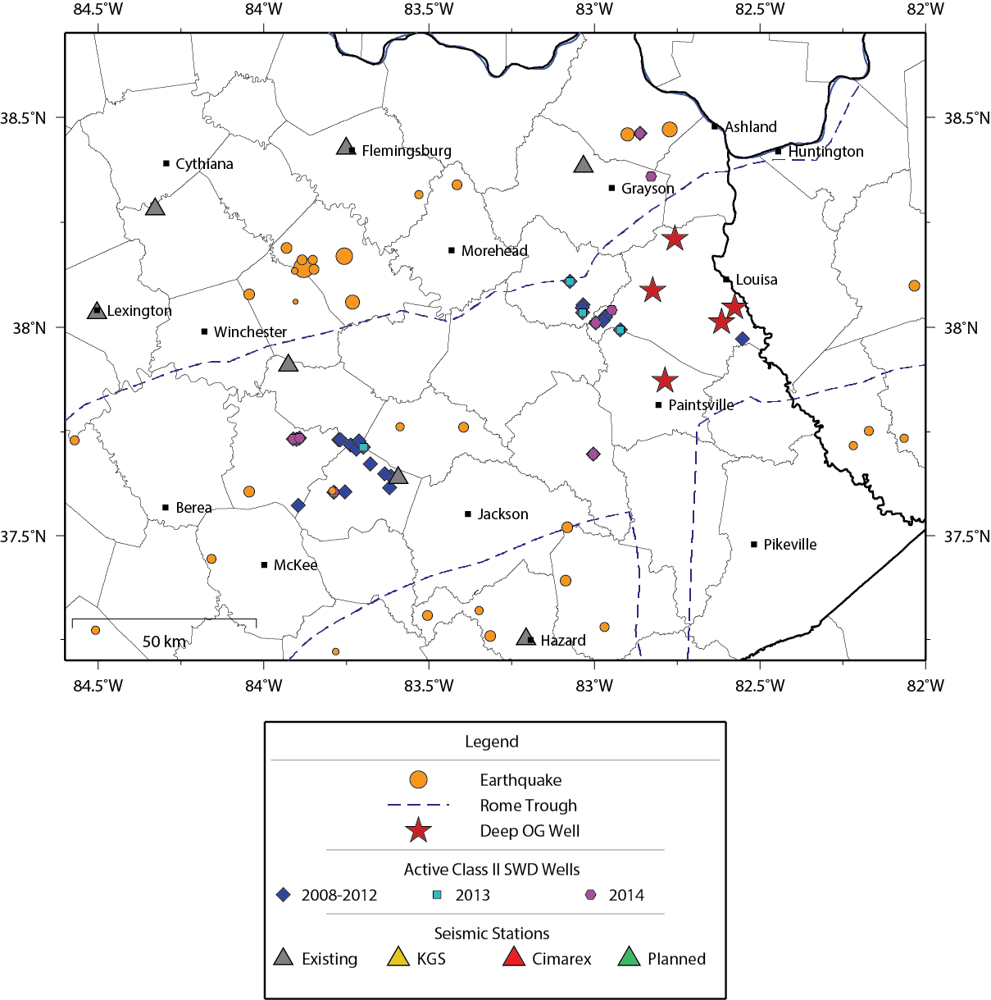 84.5°W 84°W 83.5°W 83°W 82.5°W 82°W
38.5°N 38.5°N
Ashland
Flemingsburg Huntington
Cythiana
Grayson
Morehead
Louisa
Lexington
38°N 38°N
Winchester
Paintsville
Berea
Jackson
37.5°N 37.5°N
Pikeville
McKee
50 km Hazard
84.5°W 84°W 83.5°W 83°W 82.5°W 82°W
Legend
Earthquake
Rome Trough
Deep OG Well
Active Class II SWD Wells
2008-2012 2013 2014
Seismic Stations
Existing KGS Cimarex Planned